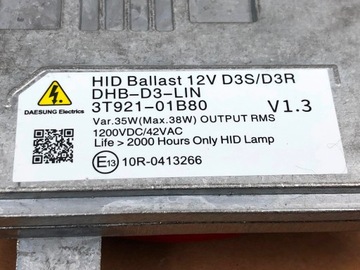 HID Ballast 12V D3S/D3R
DHB-D3-LIN
DAESUNG Electrics
3T921-01B80 V1.3
Var.35W(Max.38W) OUTPUT RMS
1200VDC/42VAC
Life > 2000 Hours Only HID Lamp
E13 10R-0413266